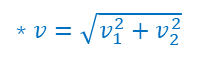 * v = √(v₁² + v₂²)